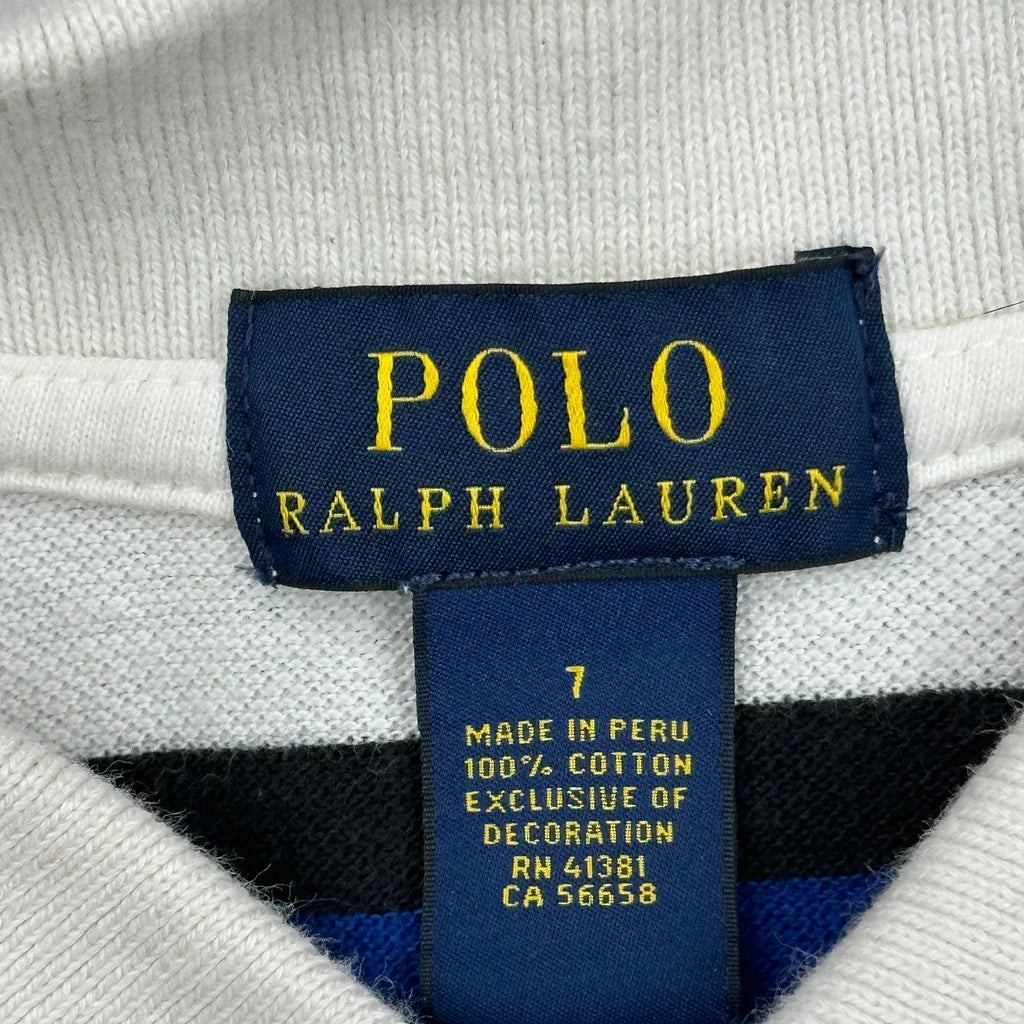 POLO
RALPH LAUREN
7
MADE IN PERU
100% COTTON
EXCLUSIVE OF
DECORATION
RN 41381
CA 56658